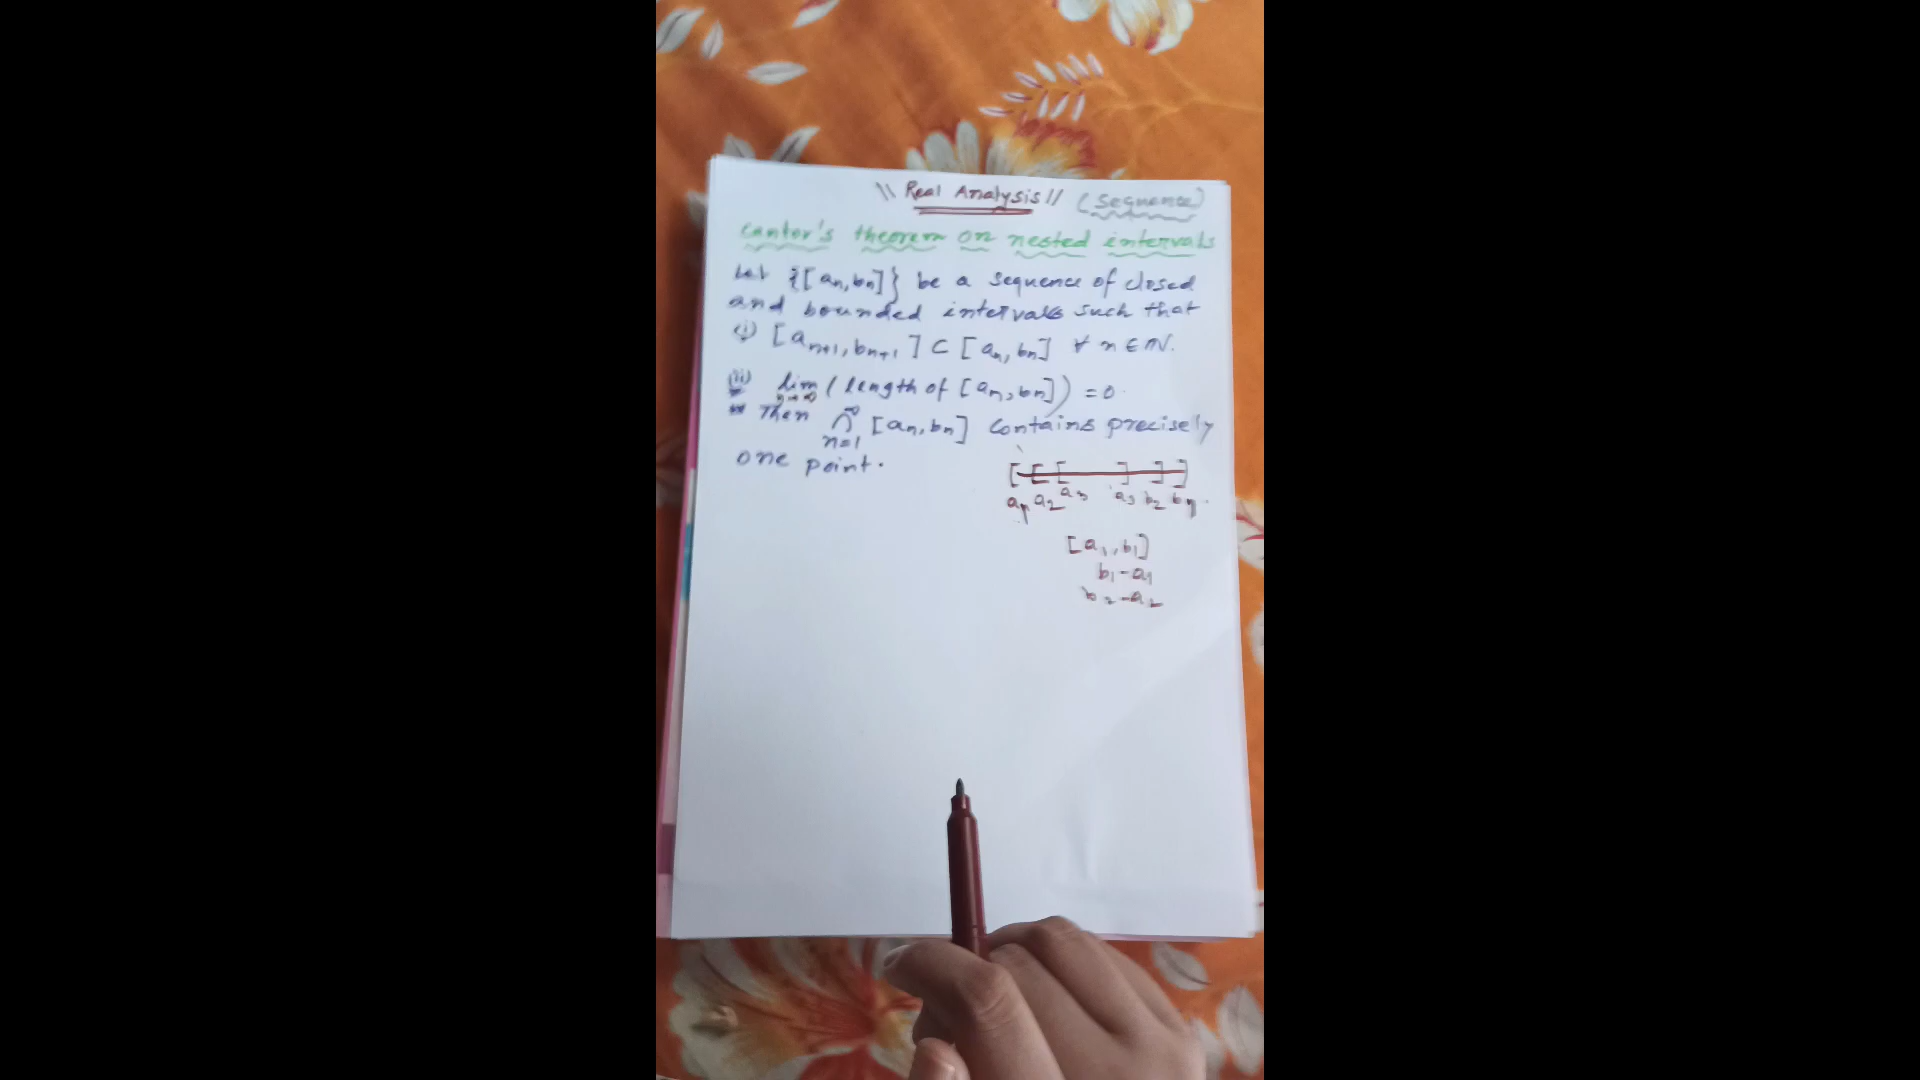 \\ Real Analysis // (Sequence)
cantor's theorem on nested intervals
Let {[an, bn]} be a sequence of closed
and bounded intervals such that
(i) [an+1, bn+1] ⊂ [an, bn] ∀ n ∈ IN.
(ii) lim n→∞ (length of [an, bn]) = 0.
Then ∞ ∩ n=1 [an, bn] contains precisely
one point.
[ [ [ ] ] ]
a1 a2 a3 a3 b2 b1
[a1, b1]
b1 - a1
b2 - a2